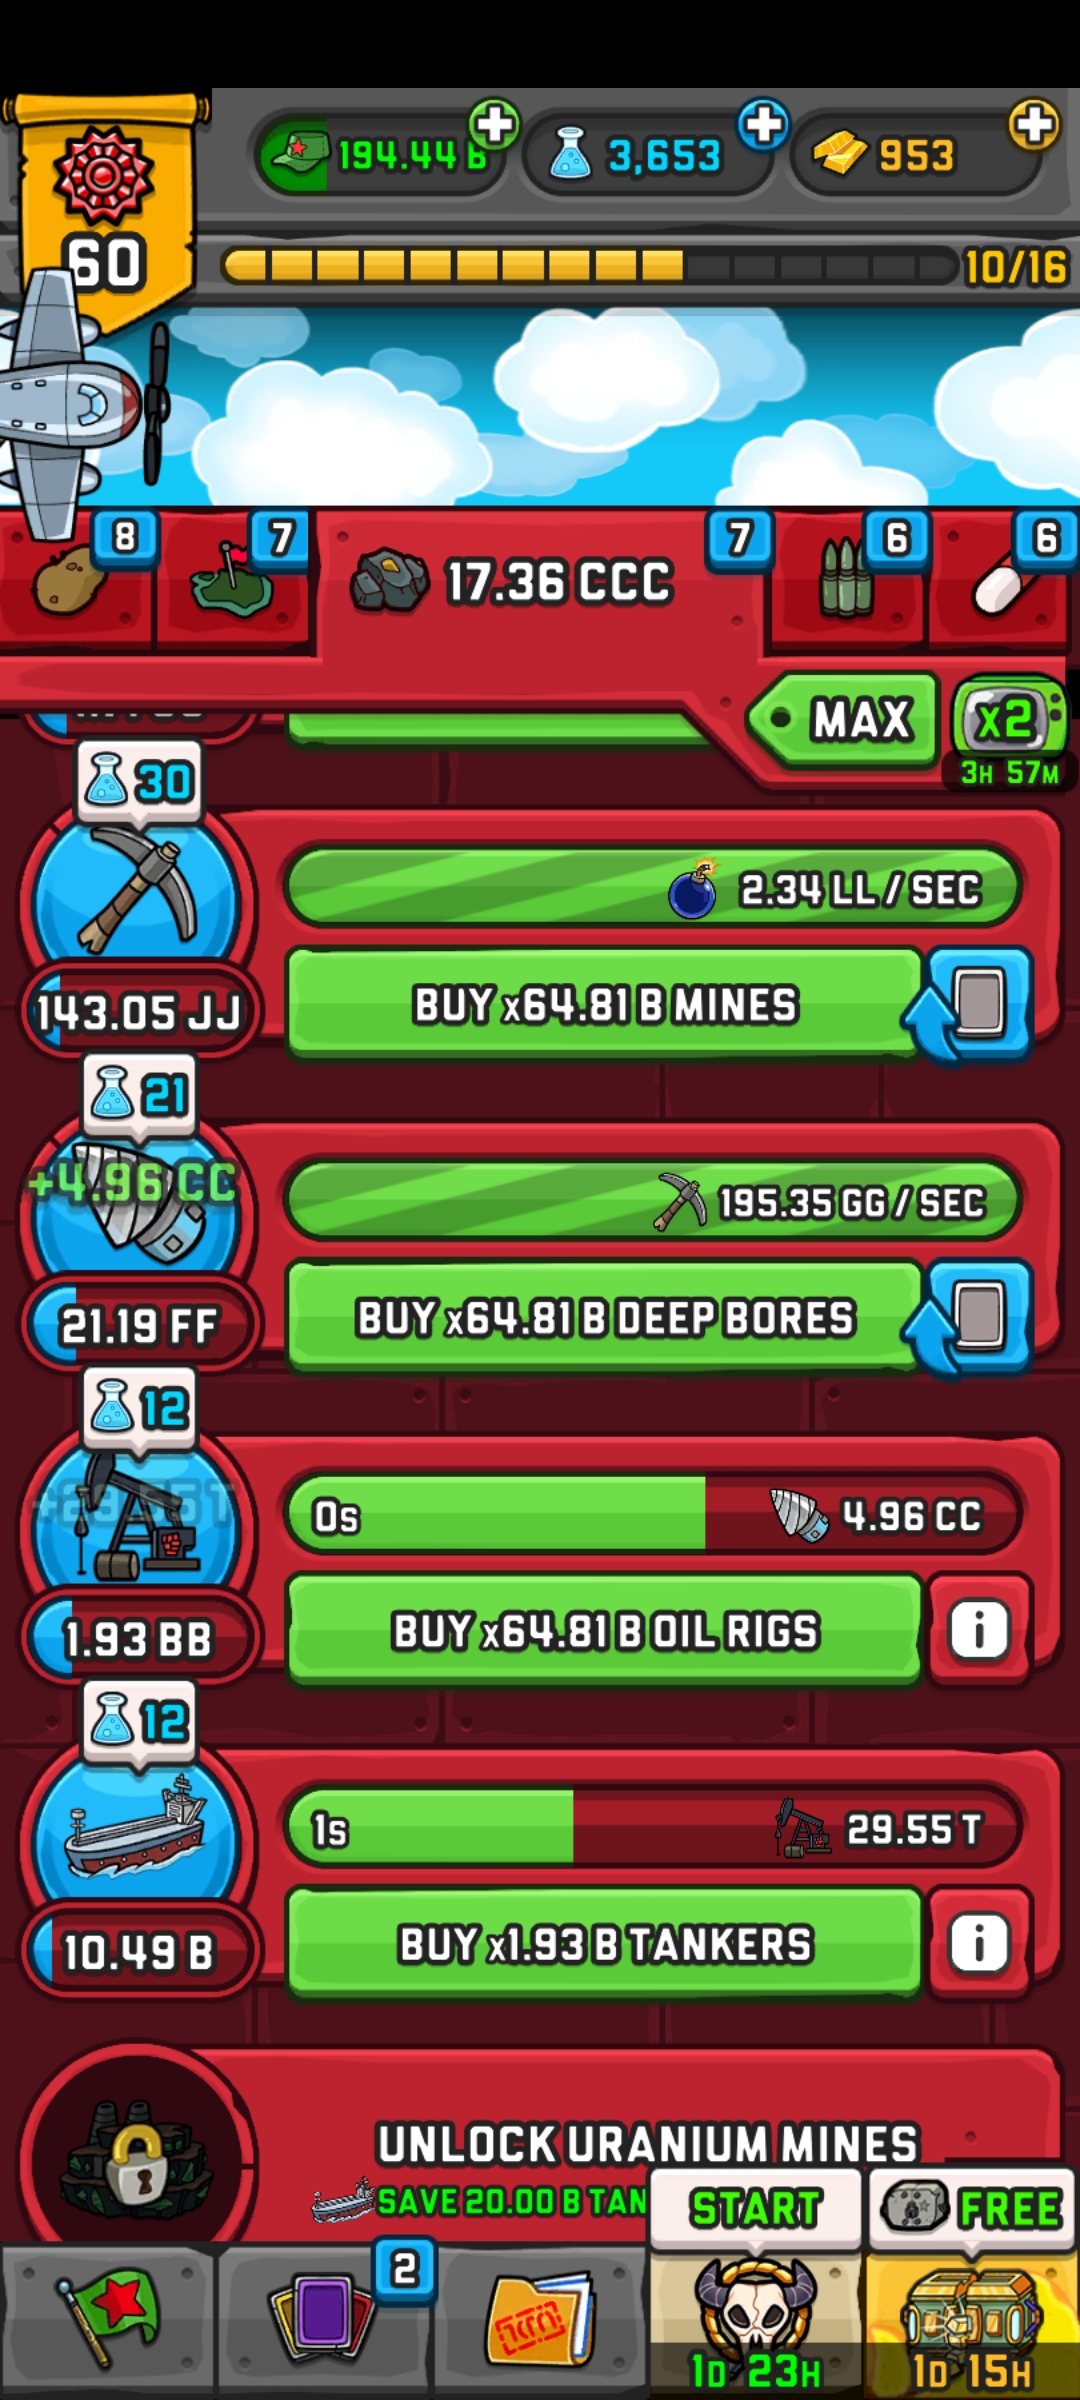 194.44 B
3,653
953
60
10/16
8
7
17.36 CCC
7
6
6
MAX
x2
3H 57M
30
2.34 LL / SEC
143.05 JJ
BUY x64.81 B MINES
21
+4.96 CC
195.35 GG / SEC
21.19 FF
BUY x64.81 B DEEP BORES
12
+29.55 T
0s
4.96 CC
1.93 BB
BUY x64.81 B OIL RIGS
i
12
1s
29.55 T
10.49 B
BUY x1.93 B TANKERS
i
UNLOCK URANIUM MINES
SAVE 20.00 B TAN
START
FREE
2
1D 23H
1D 15H